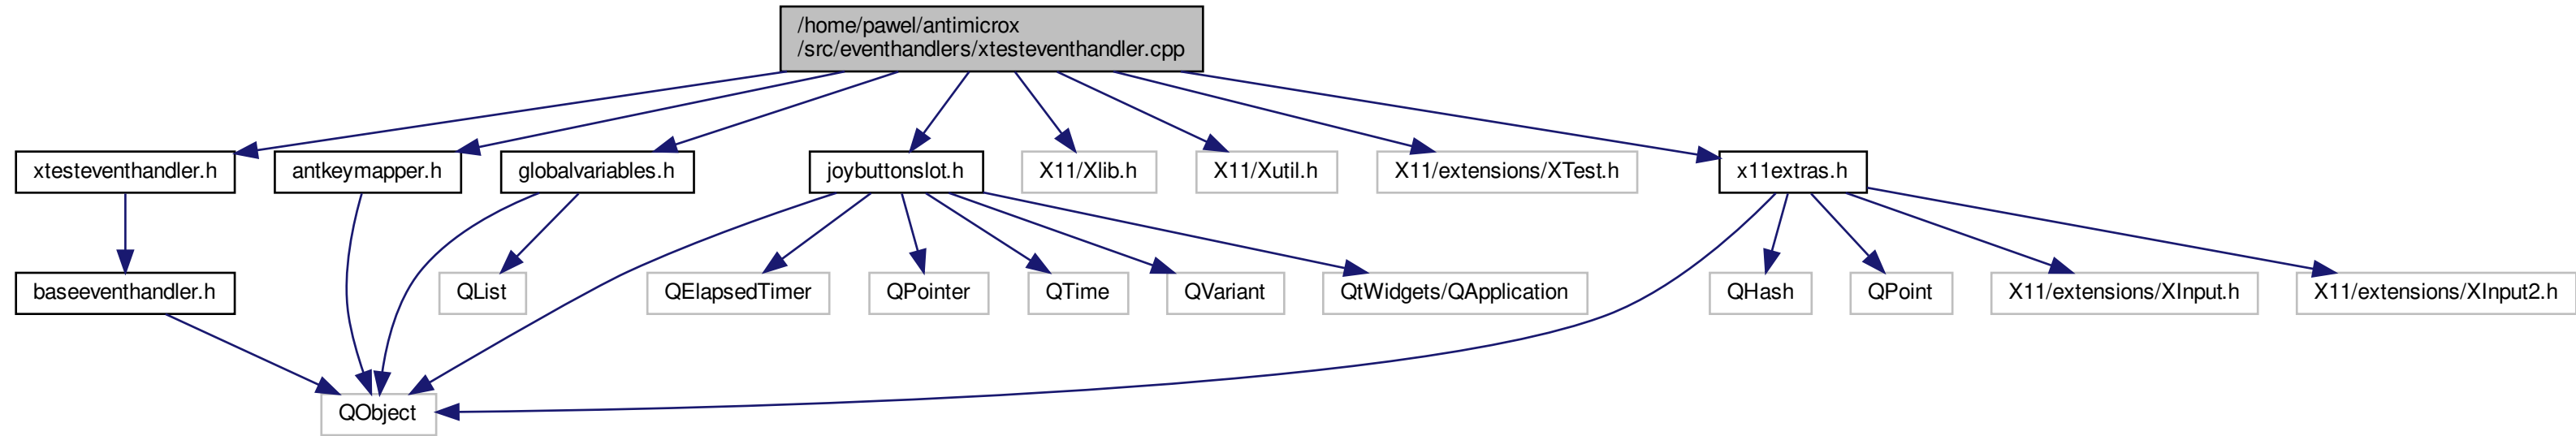 /home/pawel/antimicrox
/src/eventhandlers/xtesteventhandler.cpp
xtesteventhandler.h
antkeymapper.h
globalvariables.h
joybuttonslot.h
X11/Xlib.h
X11/Xutil.h
X11/extensions/XTest.h
x11extras.h
baseeventhandler.h
QList
QElapsedTimer
QPointer
QTime
QVariant
QtWidgets/QApplication
QHash
QPoint
X11/extensions/XInput.h
X11/extensions/XInput2.h
QObject